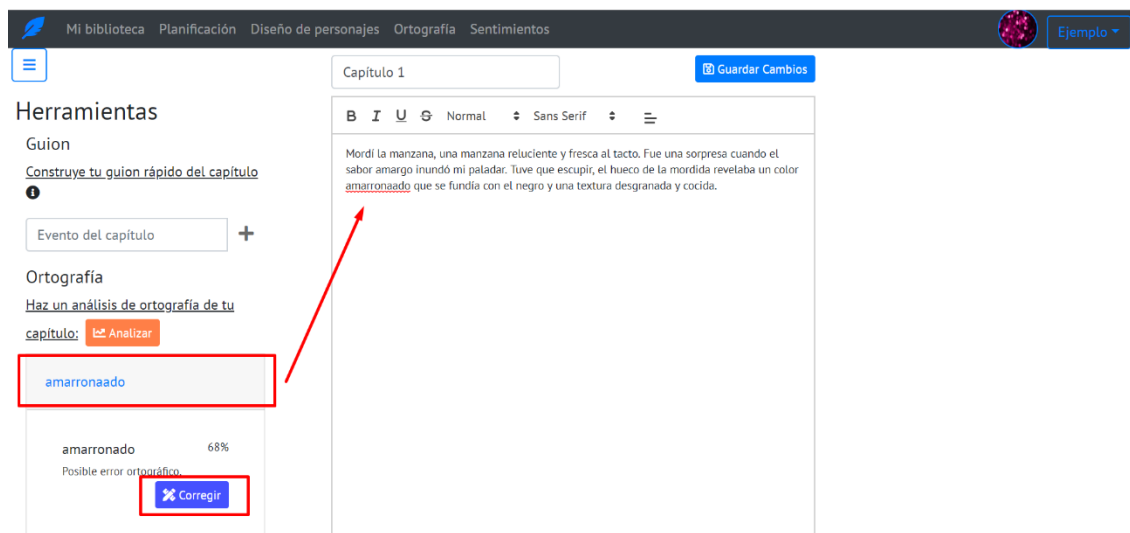 Mi biblioteca Planificación Diseño de personajes Ortografía Sentimientos Ejemplo
Capítulo 1 Guardar Cambios
Herramientas
Guion
Construye tu guion rápido del capítulo
Evento del capítulo
Ortografía
Haz un análisis de ortografía de tu
capítulo: Analizar
amarronaado
amarronado 68%
Posible error ortográfico.
Corregir
B I U S Normal Sans Serif
Mordí la manzana, una manzana reluciente y fresca al tacto. Fue una sorpresa cuando el
sabor amargo inundó mi paladar. Tuve que escupir, el hueco de la mordida revelaba un color
amarronaado que se fundía con el negro y una textura desgranada y cocida.